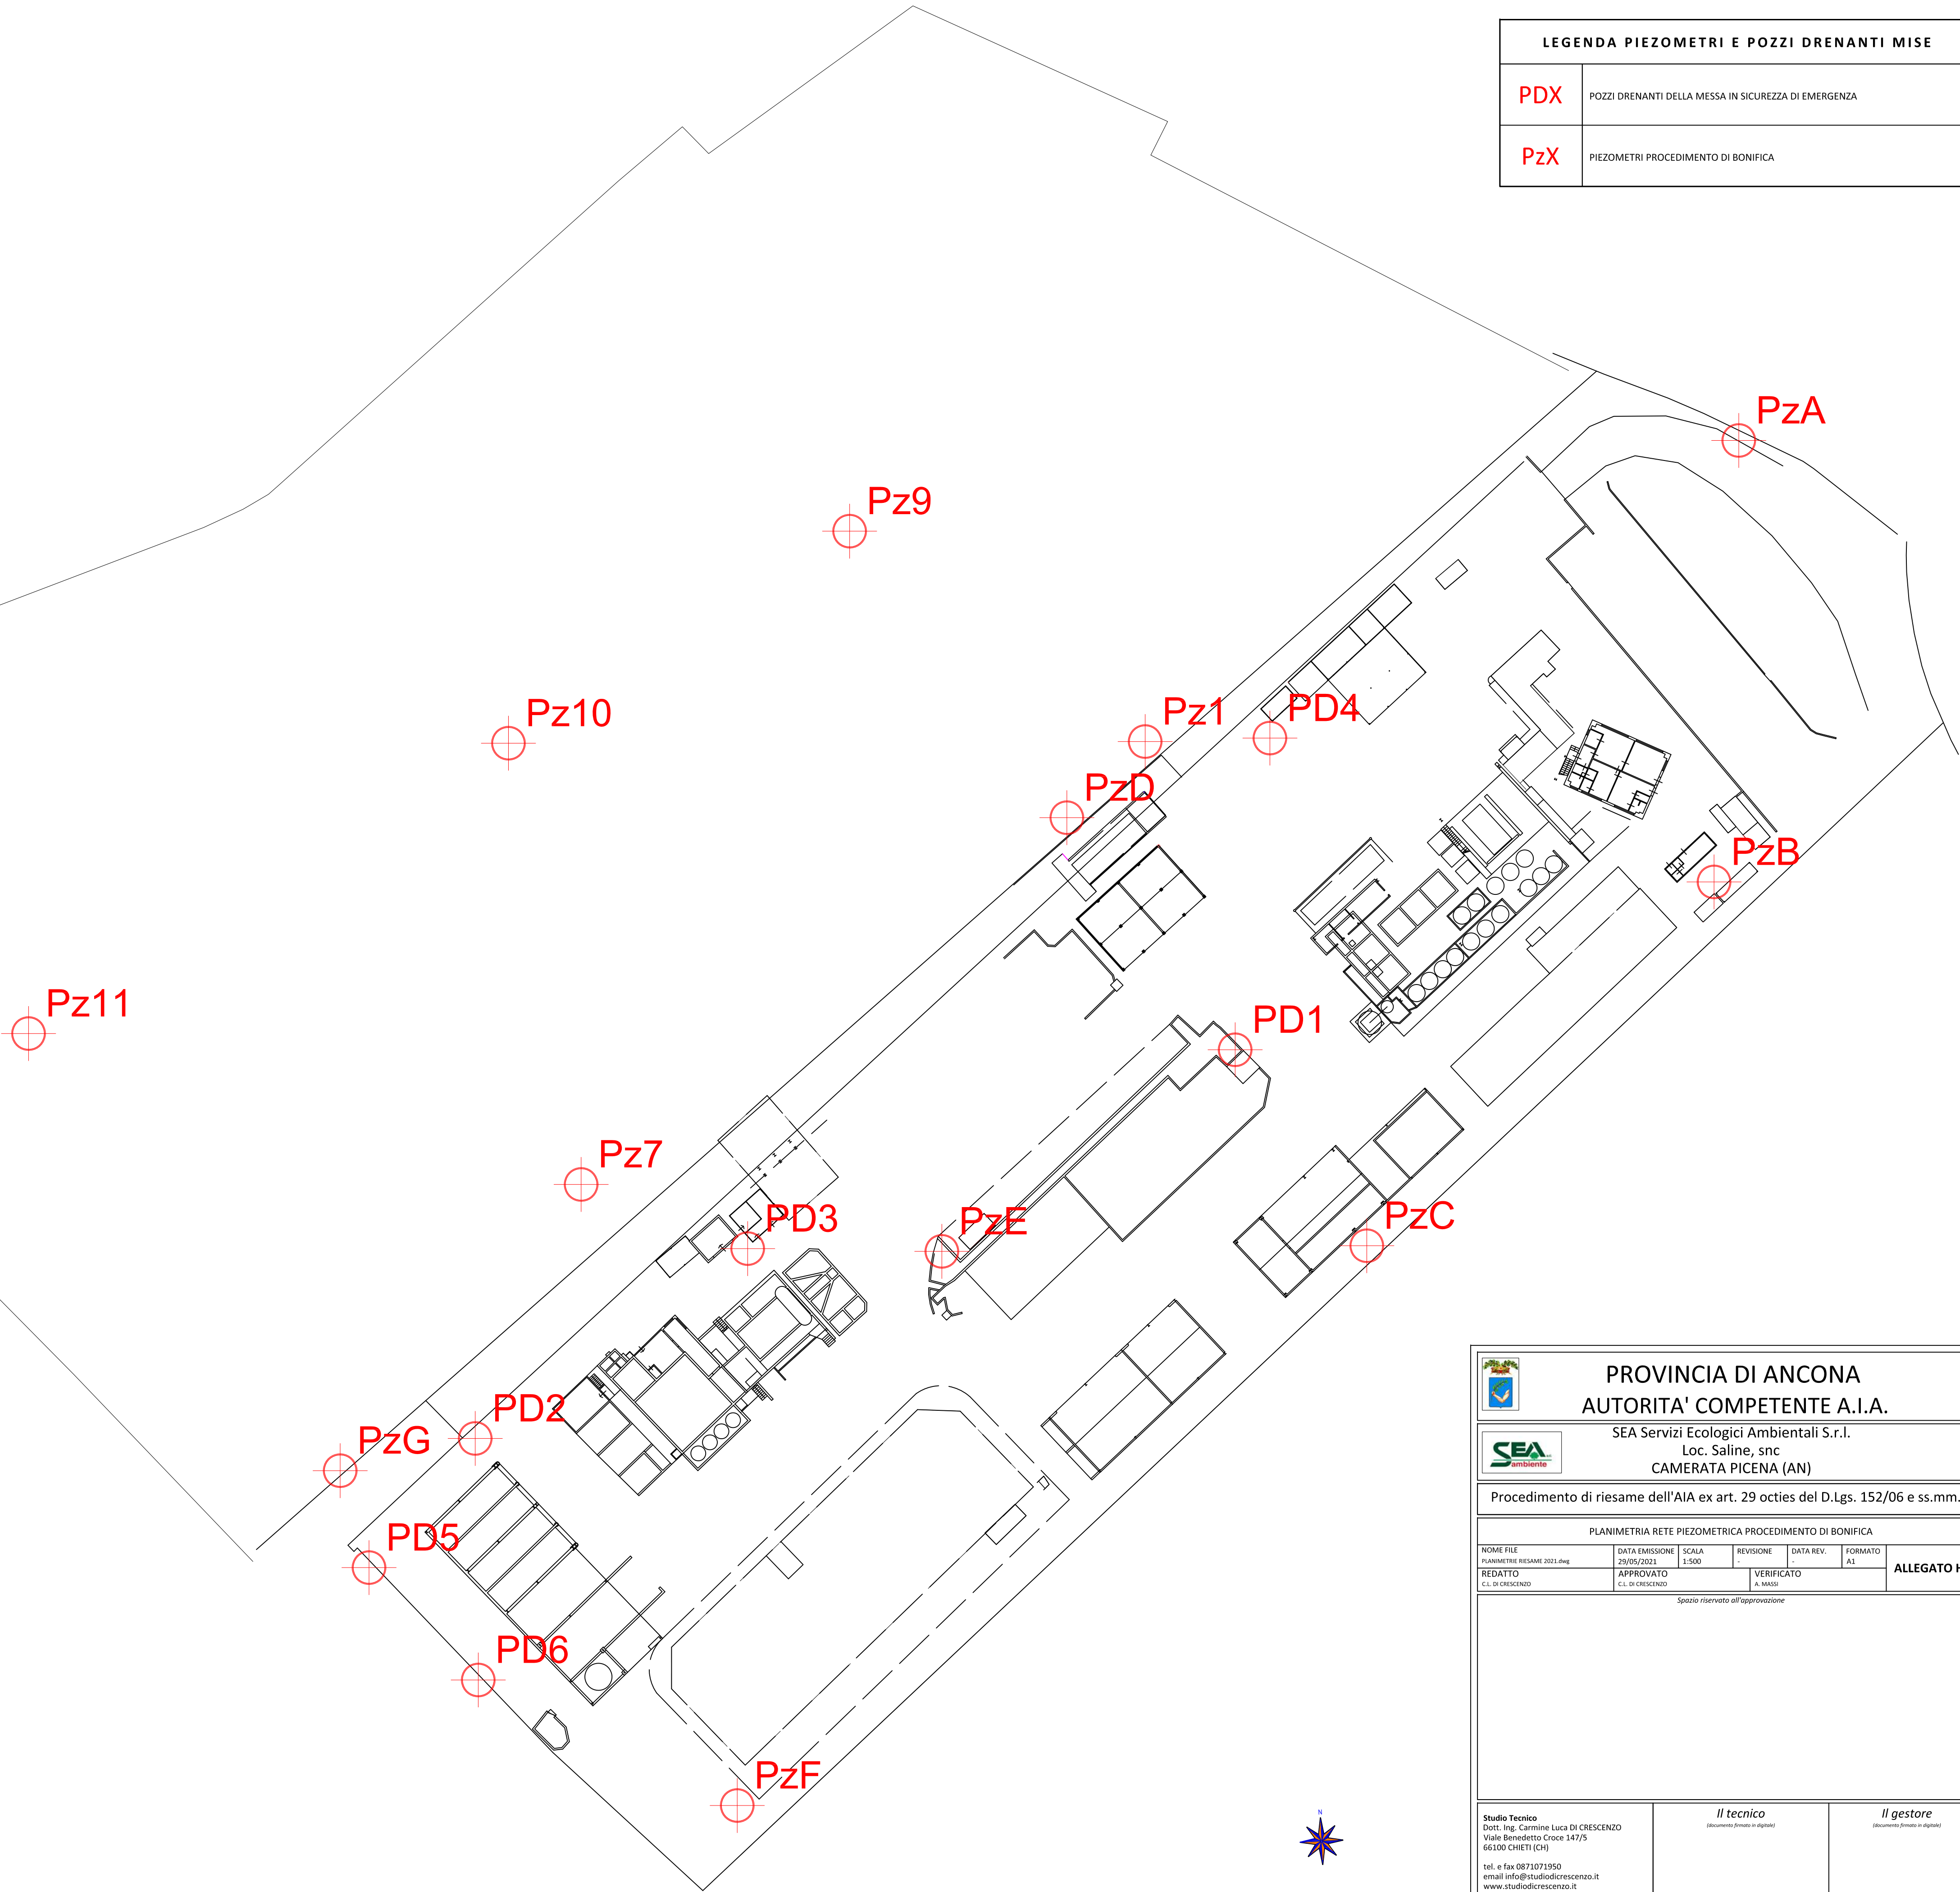 LEGENDA PIEZOMETRI E POZZI DRENANTI MISE
PDX
POZZI DRENANTI DELLA MESSA IN SICUREZZA DI EMERGENZA
PzX
PIEZOMETRI PROCEDIMENTO DI BONIFICA
PzA
Pz9
Pz10
Pz1
PD4
PzD
PzB
Pz11
PD1
Pz7
PD3
PzE
PzC
PD2
PzG
PD5
PD6
PzF
N
PROVINCIA DI ANCONA
AUTORITA' COMPETENTE A.I.A.
SEA
ambiente
SEA Servizi Ecologici Ambientali S.r.l.
Loc. Saline, snc
CAMERATA PICENA (AN)
Procedimento di riesame dell'AIA ex art. 29 octies del D.Lgs. 152/06 e ss.mm.
PLANIMETRIA RETE PIEZOMETRICA PROCEDIMENTO DI BONIFICA
NOME FILE
PLANIMETRIE RIESAME 2021.dwg
DATA EMISSIONE
29/05/2021
SCALA
1:500
REVISIONE
-
DATA REV.
-
FORMATO
A1
ALLEGATO H
REDATTO
C.L. DI CRESCENZO
APPROVATO
C.L. DI CRESCENZO
VERIFICATO
A. MASSI
Spazio riservato all'approvazione
Studio Tecnico
Dott. Ing. Carmine Luca DI CRESCENZO
Viale Benedetto Croce 147/5
66100 CHIETI (CH)
tel. e fax 0871071950
email info@studiodicrescenzo.it
www.studiodicrescenzo.it
Il tecnico
(documento firmato in digitale)
Il gestore
(documento firmato in digitale)